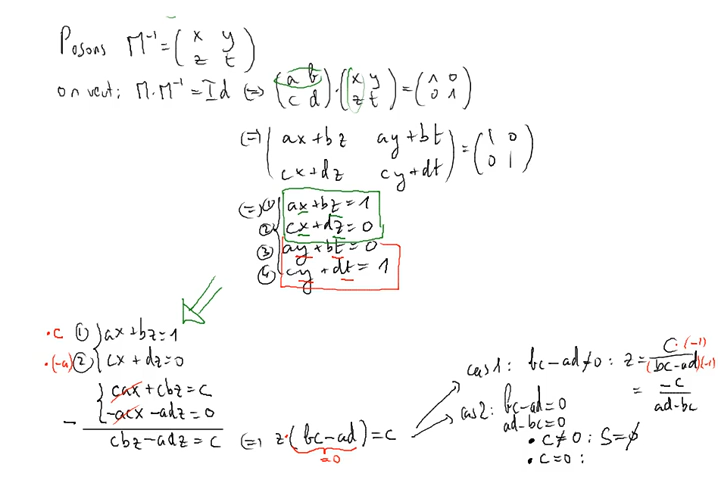 Posons M⁻¹ = ( x y
z t )
on veut : M · M⁻¹ = Id ⇔ ( a b ) · ( x y ) = ( 1 0 )
( c d ) ( z t ) ( 0 1 )
⇔ ( ax + bz ay + bt ) = ( 1 0 )
( cx + dz cy + dt ) ( 0 1 )
⇔ ① { ax + bz = 1
② cx + dz = 0
③ ay + bt = 0
④ cy + dt = 1
· c ① { ax + bz = 1
· (-a) ② cx + dz = 0
{ cax + cbz = c
- -acx - adz = 0
cbz - adz = c ⇔ z · ( bc - ad ) = c
= 0
cas 1 : bc - ad ≠ 0 : z = c · (-1) / (bc - ad) (-1)
= -c / ad - bc
cas 2 : bc - ad = 0
ad - bc = 0
• c ≠ 0 : S = ∅
• c = 0 :